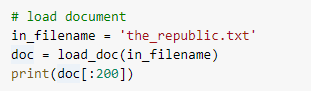 # load document
in_filename = 'the_republic.txt'
doc = load_doc(in_filename)
print(doc[:200])